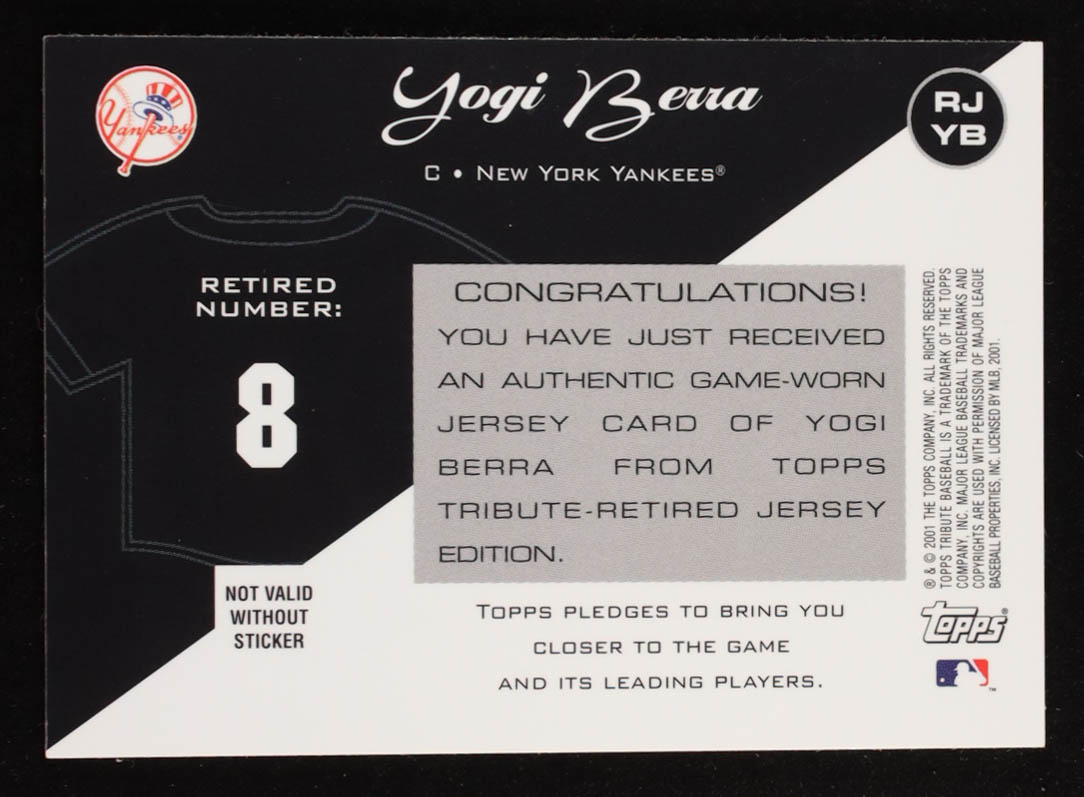 Yankees
Yogi Berra
C • NEW YORK YANKEES®
RJ
YB
RETIRED
NUMBER:
8
CONGRATULATIONS!
YOU HAVE JUST RECEIVED
AN AUTHENTIC GAME-WORN
JERSEY CARD OF YOGI
BERRA FROM TOPPS
TRIBUTE-RETIRED JERSEY
EDITION.
NOT VALID
WITHOUT
STICKER
TOPPS PLEDGES TO BRING YOU
CLOSER TO THE GAME
AND ITS LEADING PLAYERS.
® & © 2001 THE TOPPS COMPANY, INC. ALL RIGHTS RESERVED.
TOPPS TRIBUTE BASEBALL IS A TRADEMARK OF THE TOPPS
COMPANY, INC. MAJOR LEAGUE BASEBALL TRADEMARKS AND
COPYRIGHTS ARE USED WITH PERMISSION OF MAJOR LEAGUE
BASEBALL PROPERTIES, INC. LICENSED BY MLB, 2001.
Topps®
™